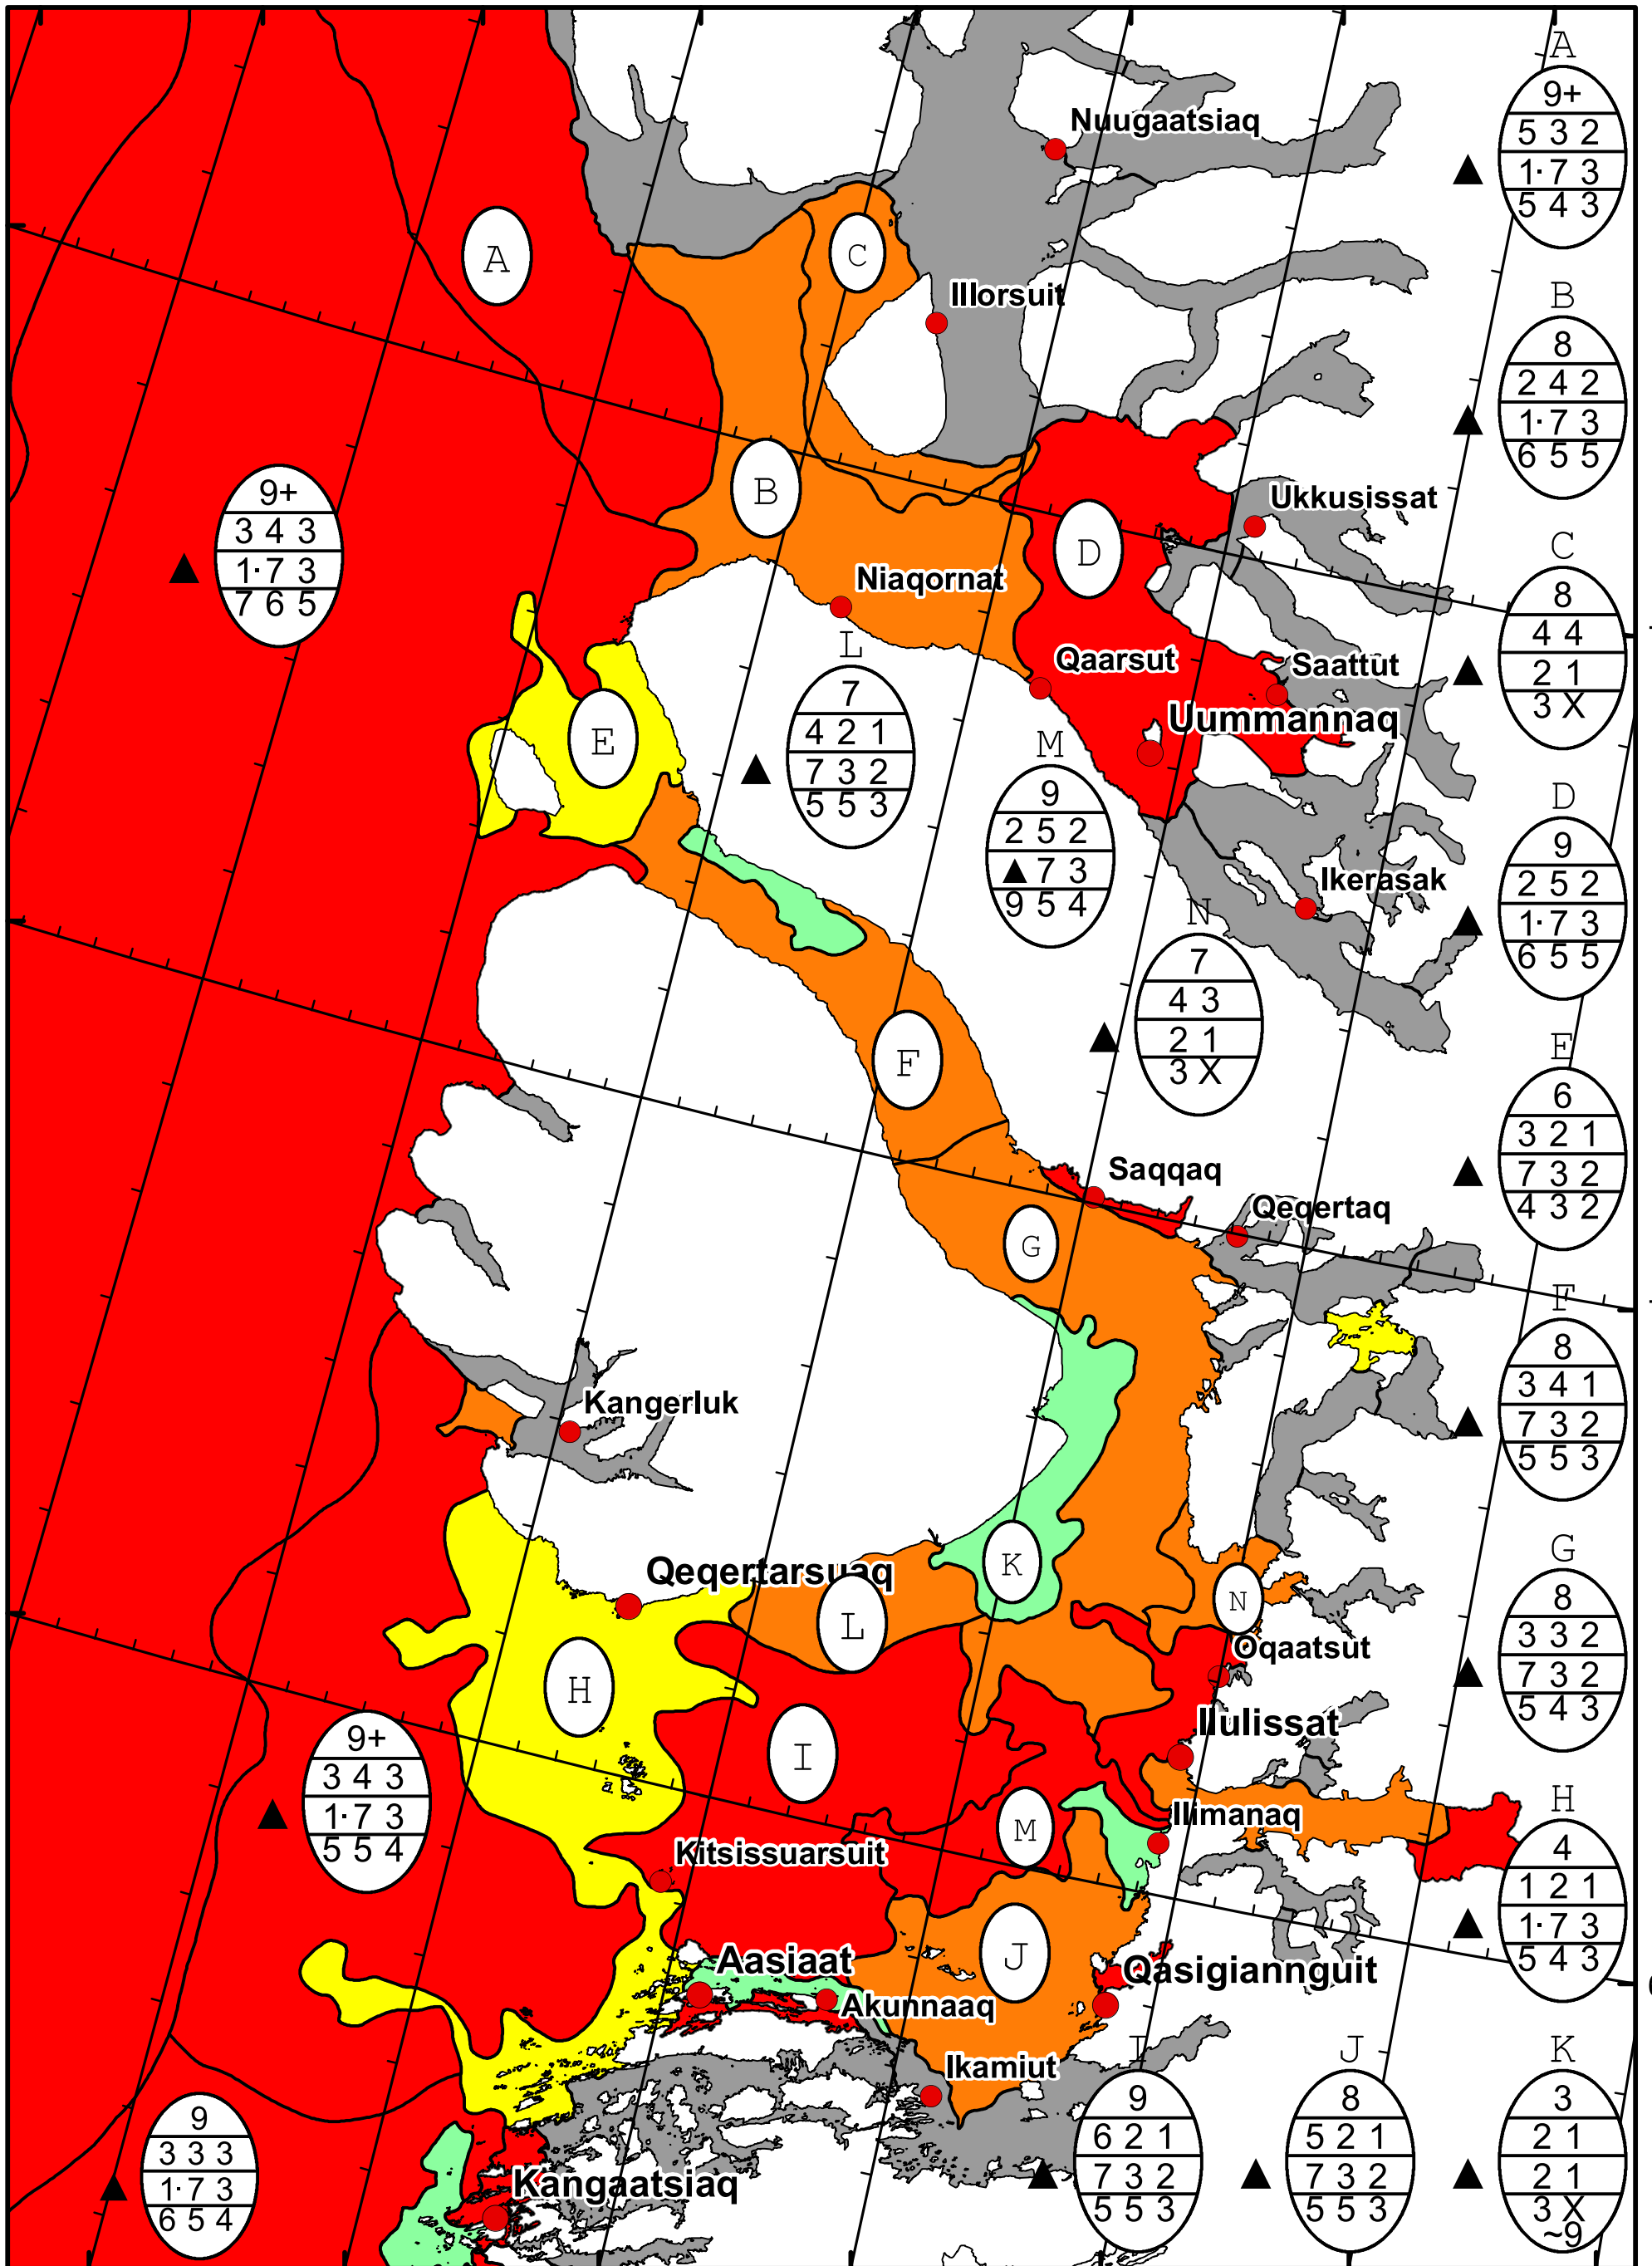 A
9+
5 3 2
1· 7 3
5 4 3
Nuugaatsiaq
A
C
Illorsuit
B
8
2 4 2
1· 7 3
6 5 5
9+
3 4 3
1· 7 3
7 6 5
B
D
Ukkusissat
Niaqornat
C
8
4 4
2 1
3 X
L
7
4 2 1
7 3 2
5 5 3
Qaarsut
Saattut
Uummannaq
E
M
9
2 5 2
▲ 7 3
9 5 4
D
9
2 5 2
1· 7 3
6 5 5
Ikerasak
N
7
4 3
2 1
3 X
F
E
6
3 2 1
7 3 2
4 3 2
Saqqaq
Qeqertaq
G
F
8
3 4 1
7 3 2
5 5 3
Kangerluk
K
Qeqertarsuaq
L
N
G
8
3 3 2
7 3 2
5 4 3
Oqaatsut
H
Ilulissat
I
9+
3 4 3
1· 7 3
5 5 4
M
Ilimanaq
H
4
1 2 1
1· 7 3
5 4 3
Kitsissuarsuit
J
Aasiaat
Qasigiannguit
Akunnaaq
Ikamiut
I
9
6 2 1
7 3 2
5 5 3
J
8
5 2 1
7 3 2
5 5 3
K
3
2 1
2 1
3 X
~9
9
3 3 3
1· 7 3
6 5 4
Kangaatsiaq